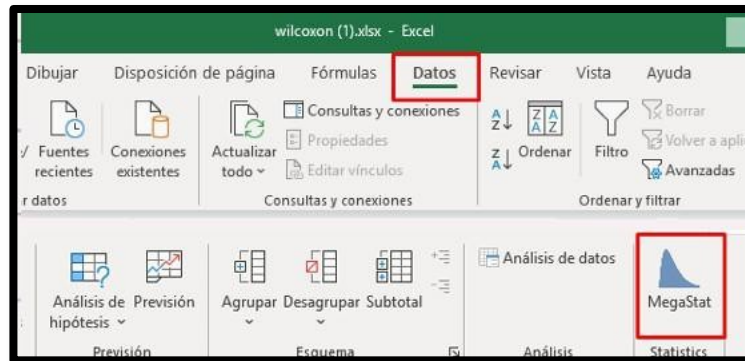 wilcoxon (1).xlsx - Excel
Dibujar Disposición de página Fórmulas Datos Revisar Vista Ayuda
Fuentes recientes
Conexiones existentes
Actualizar todo
Consultas y conexiones
Propiedades
Editar vínculos
Ordenar
Filtro
Borrar
Volver a apli
Avanzadas
r datos Consultas y conexiones Ordenar y filtrar
Análisis de hipótesis
Previsión
Agrupar
Desagrupar
Subtotal
Análisis de datos
MegaStat
Previsión Esquema Análisis Statistics